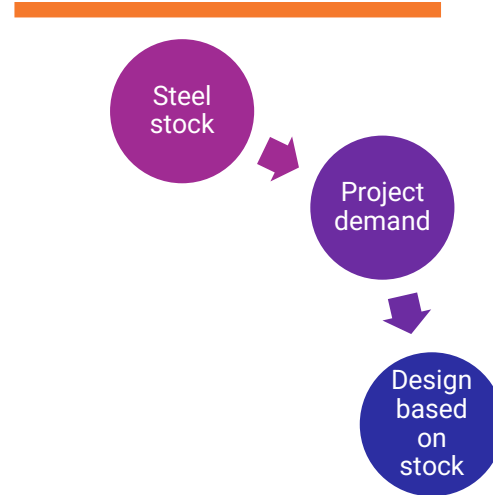 Steel
stock
Project
demand
Design
based
on
stock